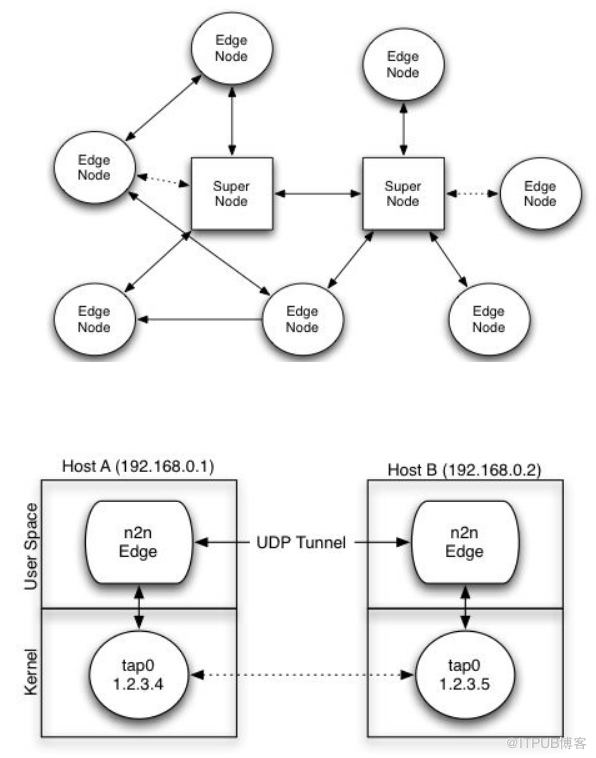 Edge
Node
Edge
Node
Edge
Node
Super
Node
Super
Node
Edge
Node
Edge
Node
Edge
Node
Edge
Node
Host A (192.168.0.1)
Host B (192.168.0.2)
User Space
n2n
Edge
UDP Tunnel
n2n
Edge
Kernel
tap0
1.2.3.4
tap0
1.2.3.5
@ITPUB博客